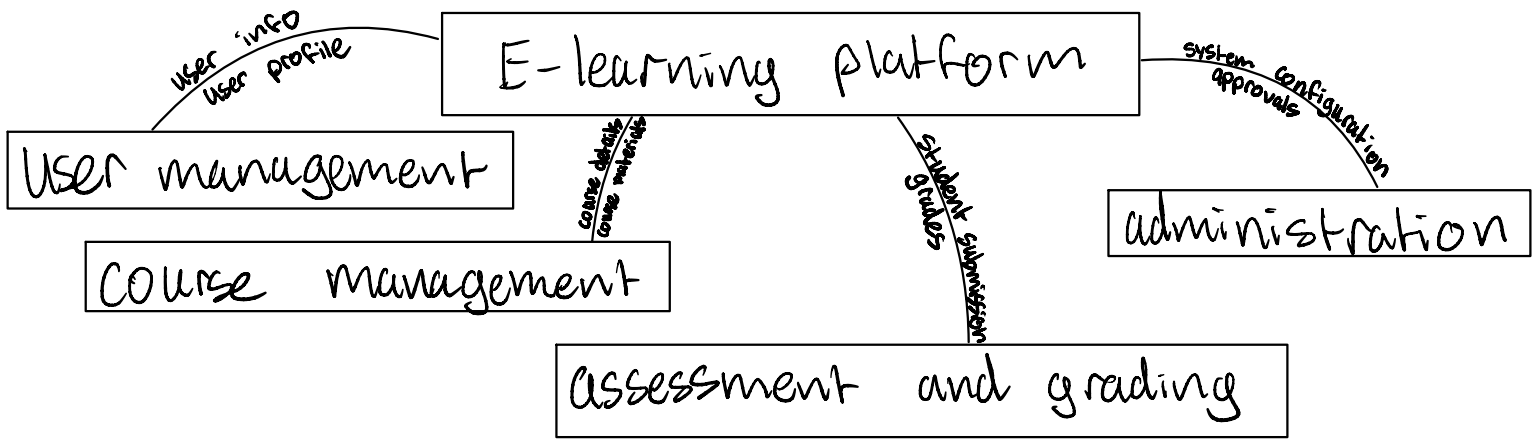 E-learning platform
user info
user profile
system configuration
approvals
user management
course details
course materials
student submission
grades
administration
course management
assessment and grading